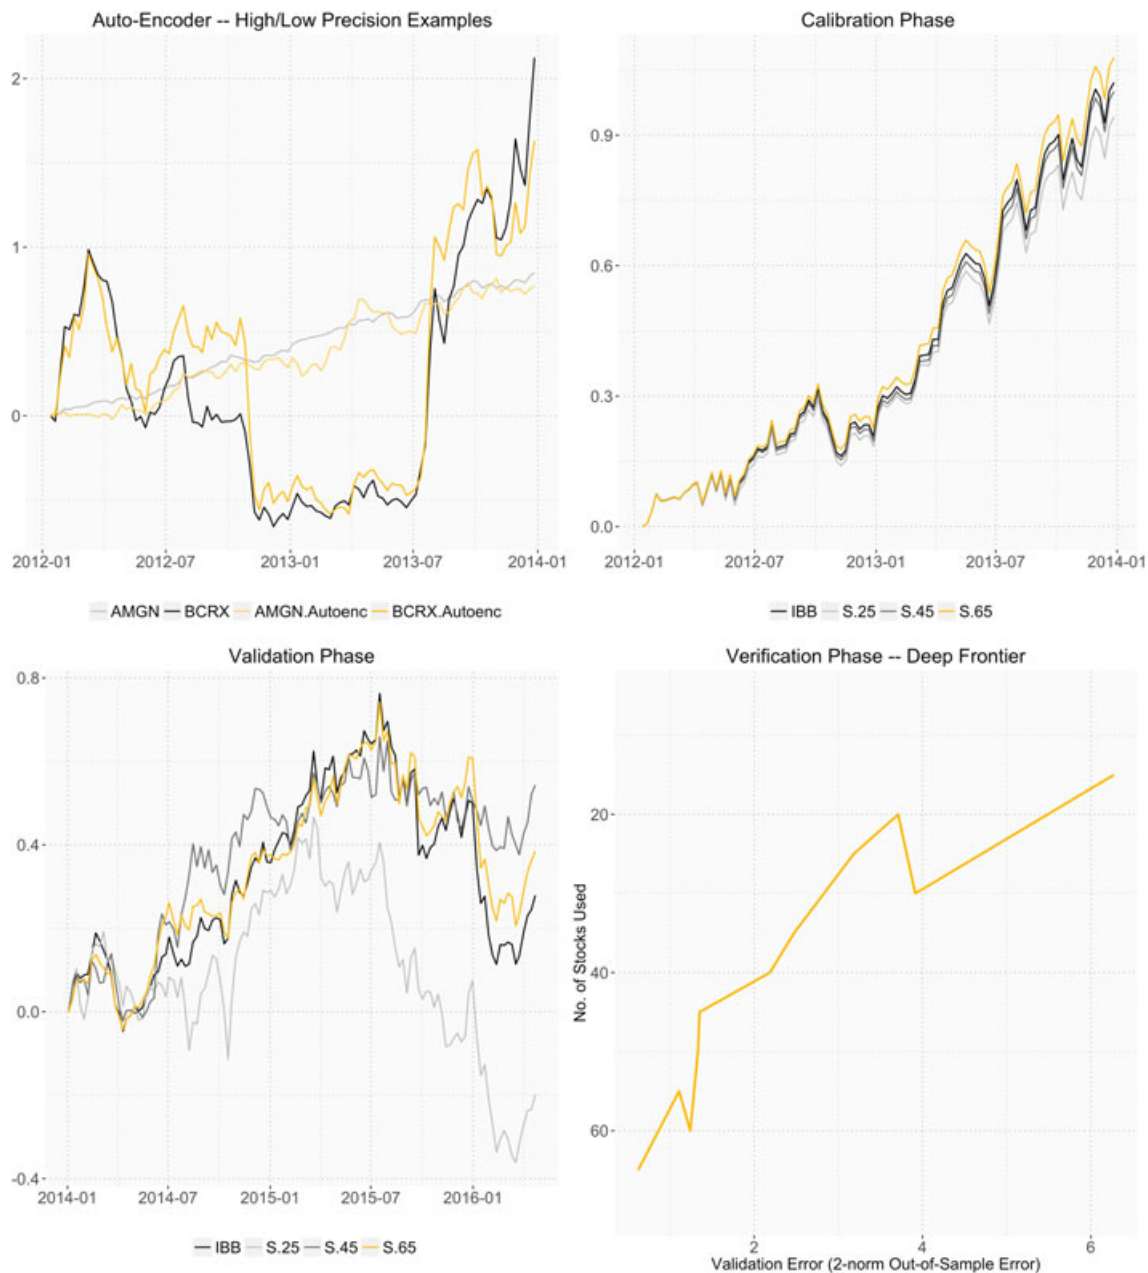 Auto-Encoder -- High/Low Precision Examples
2
1
0
2012-01 2012-07 2013-01 2013-07 2014-01
AMGN BCRX AMGN.Autoenc BCRX.Autoenc
Calibration Phase
0.9
0.6
0.3
0.0
2012-01 2012-07 2013-01 2013-07 2014-01
IBB S.25 S.45 S.65
Validation Phase
0.8
0.4
0.0
-0.4
2014-01 2014-07 2015-01 2015-07 2016-01
IBB S.25 S.45 S.65
Verification Phase -- Deep Frontier
No. of Stocks Used
20
40
60
2 4 6
Validation Error (2-norm Out-of-Sample Error)